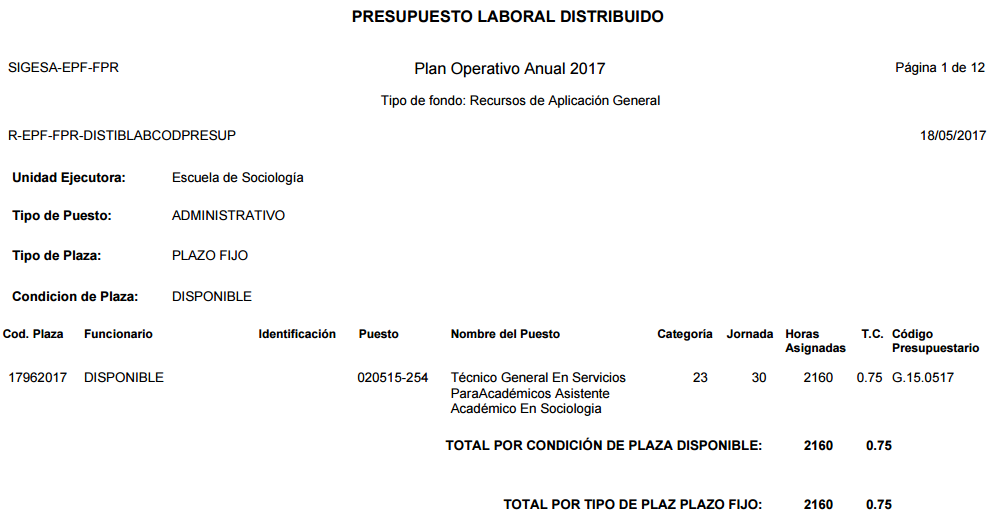 PRESUPUESTO LABORAL DISTRIBUIDO
SIGESA-EPF-FPR Plan Operativo Anual 2017 Página 1 de 12
Tipo de fondo: Recursos de Aplicación General
R-EPF-FPR-DISTIBLABCODPRESUP 18/05/2017
Unidad Ejecutora: Escuela de Sociología
Tipo de Puesto: ADMINISTRATIVO
Tipo de Plaza: PLAZO FIJO
Condicion de Plaza: DISPONIBLE
Cod. Plaza Funcionario Identificación Puesto Nombre del Puesto Categoría Jornada Horas T.C. Código
Asignadas Presupuestario
17962017 DISPONIBLE 020515-254 Técnico General En Servicios 23 30 2160 0.75 G.15.0517
ParaAcadémicos Asistente
Académico En Sociologia
TOTAL POR CONDICIÓN DE PLAZA DISPONIBLE: 2160 0.75
TOTAL POR TIPO DE PLAZ PLAZO FIJO: 2160 0.75